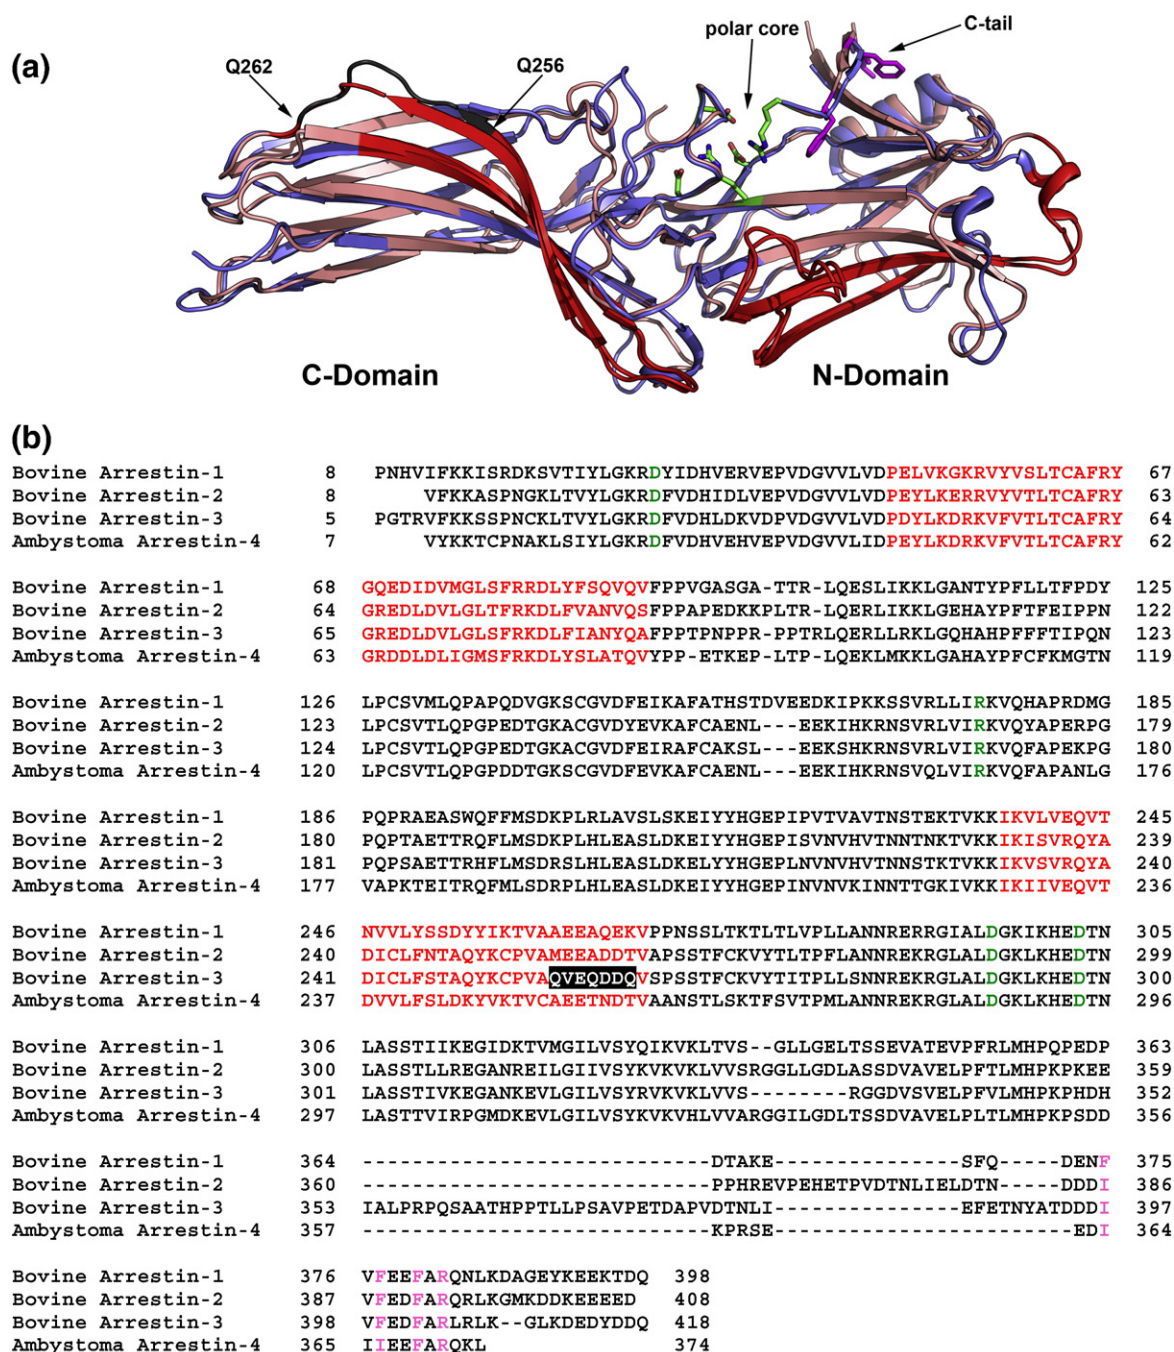 (a)
polar core
C-tail
Q262
Q256
C-Domain
N-Domain
(b)
Bovine Arrestin-1 8 PNHVIFKKISRDKSVTIYLGKRDYIDHVERVEPVDGVVLVDPELVKGKRVYVSLTCAFRY 67
Bovine Arrestin-2 8 VFKKASPNGKLTVYLGKRDFVDHIDLVEPVDGVVLVDPEYLKERRVYVTLTCAFRY 63
Bovine Arrestin-3 5 PGTRVFKKSSPNCKLTVYLGKRDFVDHLDKVDPVDGVVLVDPDYLKDRKVFVTLTCAFRY 64
Ambystoma Arrestin-4 7 VYKKTCPNAKLSIYLGKRDFVDHVEHVEPVDGVVLIDPEYLKDRKVFVTLTCAFRY 62
Bovine Arrestin-1 68 GQEDIDVMGLSFRRDLYFSQVQVFPPVGASGA-TTR-LQESLIKKLGANTYPFLLTFPDY 125
Bovine Arrestin-2 64 GREDLDVLGLTFRKDLFVANVQSFPPAPEDKKPLTR-LQERLIKKLGEHAYPFTFEIPPN 122
Bovine Arrestin-3 65 GREDLDVLGLSFRKDLFIANYQAFPPTPNPPR-PPTRLQERLLRKLGQHAHPFFFTIPQN 123
Ambystoma Arrestin-4 63 GRDDLDLIGMSFRKDLYSLATQVYPP-ETKEP-LTP-LQEKLMKKLGAHAYPFCFKMGTN 119
Bovine Arrestin-1 126 LPCSVMLQPAPQDVGKSCGVDFEIKAFATHSTDVEEDKIPKKSSVRLLIRKVQHAPRDMG 185
Bovine Arrestin-2 123 LPCSVTLQPGPEDTGKACGVDYEVKAFCAENL---EEKIHKRNSVRLVIRKVQYAPERPG 179
Bovine Arrestin-3 124 LPCSVTLQPGPEDTGKACGVDFEIRAFCAKSL---EEKSHKRNSVRLVIRKVQFAPEKPG 180
Ambystoma Arrestin-4 120 LPCSVTLQPGPDDTGKSCGVDFEVKAFCAENL---EEKIHKRNSVQLVIRKVQFAPANLG 176
Bovine Arrestin-1 186 PQPRAEASWQFFMSDKPLRLAVSLSKEIYYHGEPIPVTVAVTNSTEKTVKKIKVLVEQVT 245
Bovine Arrestin-2 180 PQPTAETTRQFLMSDKPLHLEASLDKEIYYHGEPISVNVHVTNNTNKTVKKIKISVRQYA 239
Bovine Arrestin-3 181 PQPSAETTRHFLMSDRSLHLEASLDKELYYHGEPLNVNVHVTNNSTKTVKKIKVSVRQYA 240
Ambystoma Arrestin-4 177 VAPKTEITRQFMLSDRPLHLEASLDKEIYYHGEPINVNVKINNTTGKIVKKIKIIVEQVT 236
Bovine Arrestin-1 246 NVVLYSSDYYIKTVAAEEAQEKVPPNSSLTKTLTLVPLLANNRERRGIALDGKIKHEDTN 305
Bovine Arrestin-2 240 DICLFNTAQYKCPVAMEEADDTVAPSSTFCKVYTLTPFLANNREKRGLALDGKLKHEDTN 299
Bovine Arrestin-3 241 DICLFSTAQYKCPVAQVEQDDQVSPSSTFCKVYTITPLLSNNREKRGLALDGKLKHEDTN 300
Ambystoma Arrestin-4 237 DVVLFSLDKYVKTVCAEETNDTVAANSTLSKTFSVTPMLANNREKRGLALDGKLKHEDTN 296
Bovine Arrestin-1 306 LASSTIIKEGIDKTVMGILVSYQIKVKLTVS--GLLGELTSSEVATEVPFRLMHPQPEDP 363
Bovine Arrestin-2 300 LASSTLLREGANREILGIIVSYKVKVKLVVSRGGLLGDLASSDVAVELPFTLMHPKPKEE 359
Bovine Arrestin-3 301 LASSTIVKEGANKEVLGILVSYRVKVKLVVS--------RGGDVSVELPFVLMHPKPHDH 352
Ambystoma Arrestin-4 297 LASTTVIRPGMDKEVLGILVSYKVKVHLVVARGGILGDLTSSDVAVELPLTLMHPKPSDD 356
Bovine Arrestin-1 364 ----------------------------DTAKE---------------SFQ-----DENF 375
Bovine Arrestin-2 360 ----------------------------PPHREVPEHETPVDTNLIELDTN-----DDDI 386
Bovine Arrestin-3 353 IALPRPQSAATHPPTLLPSAVPETDAPVDTNLI---------------EFETNYATDDDI 397
Ambystoma Arrestin-4 357 ----------------------------KPRSE-----------------------EDI 364
Bovine Arrestin-1 376 VFEEFARQNLKDAGEYKEEKTDQ 398
Bovine Arrestin-2 387 VFEDFARQRLKGMKDDKEEEED 408
Bovine Arrestin-3 398 VFEDFARLRLK--GLKDEDYDDQ 418
Ambystoma Arrestin-4 365 IIEEFARQKL 374